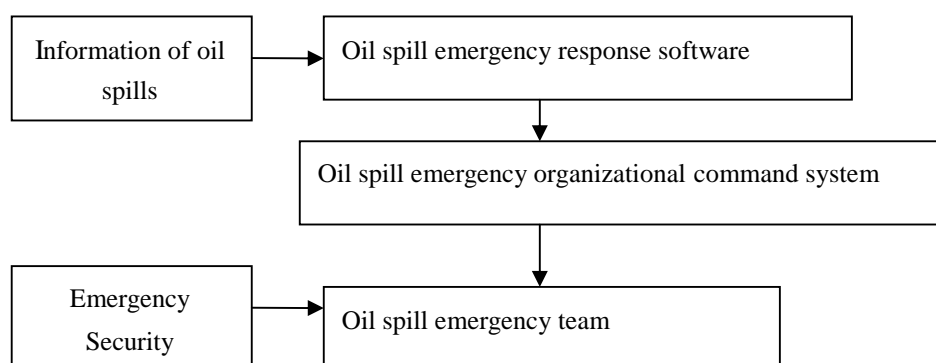 Information of oil
spills
Oil spill emergency response software
Oil spill emergency organizational command system
Emergency
Security
Oil spill emergency team